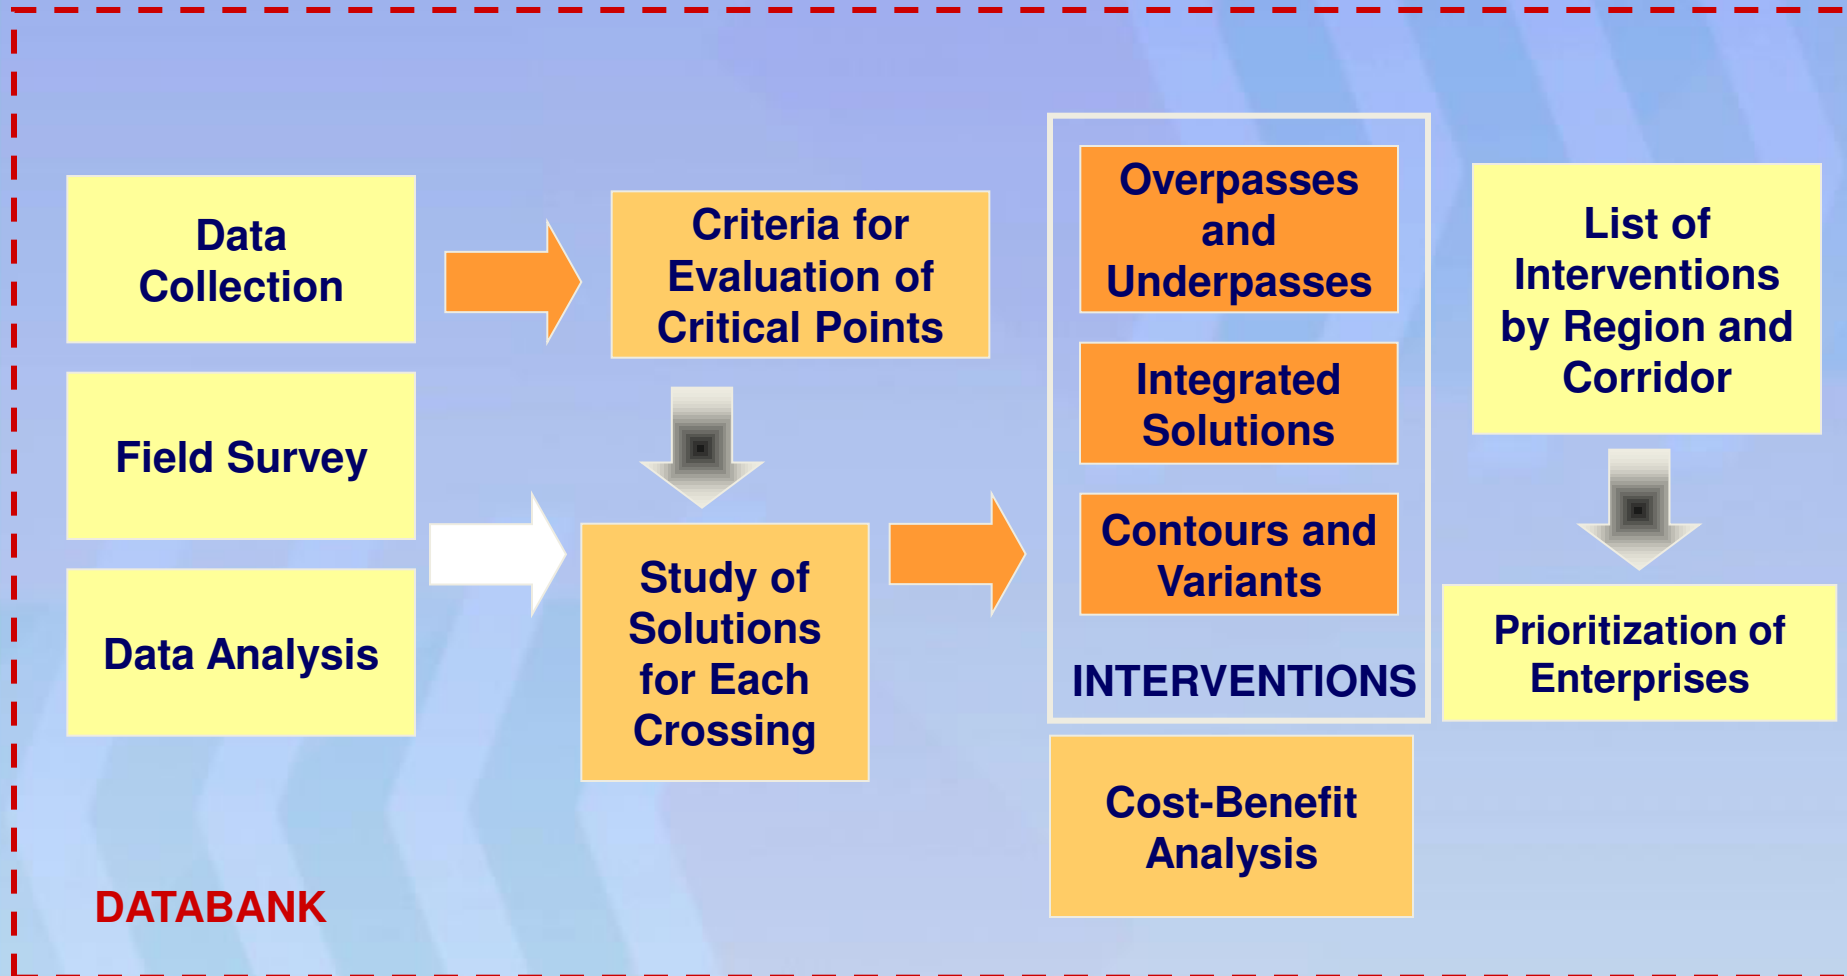 Data
Collection
Field Survey
Data Analysis
DATABANK
Criteria for
Evaluation of
Critical Points
Study of
Solutions
for Each
Crossing
Overpasses
and
Underpasses
Integrated
Solutions
Contours and
Variants
INTERVENTIONS
Cost-Benefit
Analysis
List of
Interventions
by Region and
Corridor
Prioritization of
Enterprises